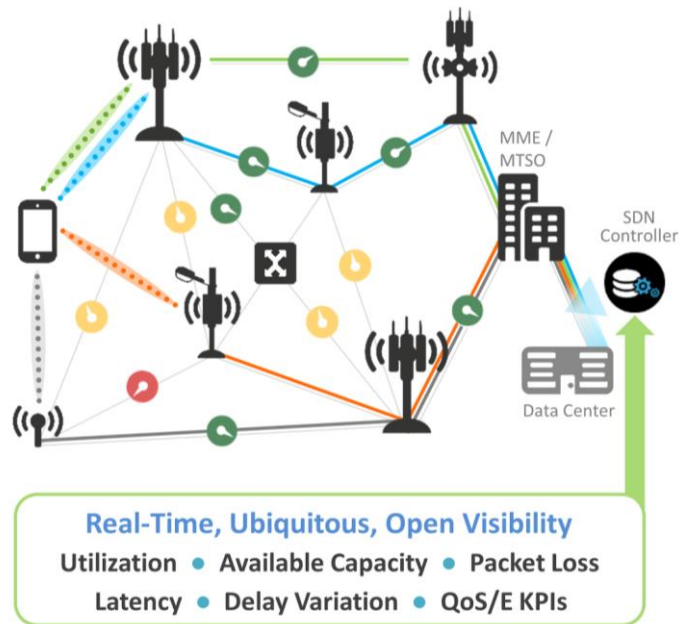 MME /
MTSO
SDN
Controller
Data Center
Real-Time, Ubiquitous, Open Visibility
Utilization • Available Capacity • Packet Loss
Latency • Delay Variation • QoS/E KPIs